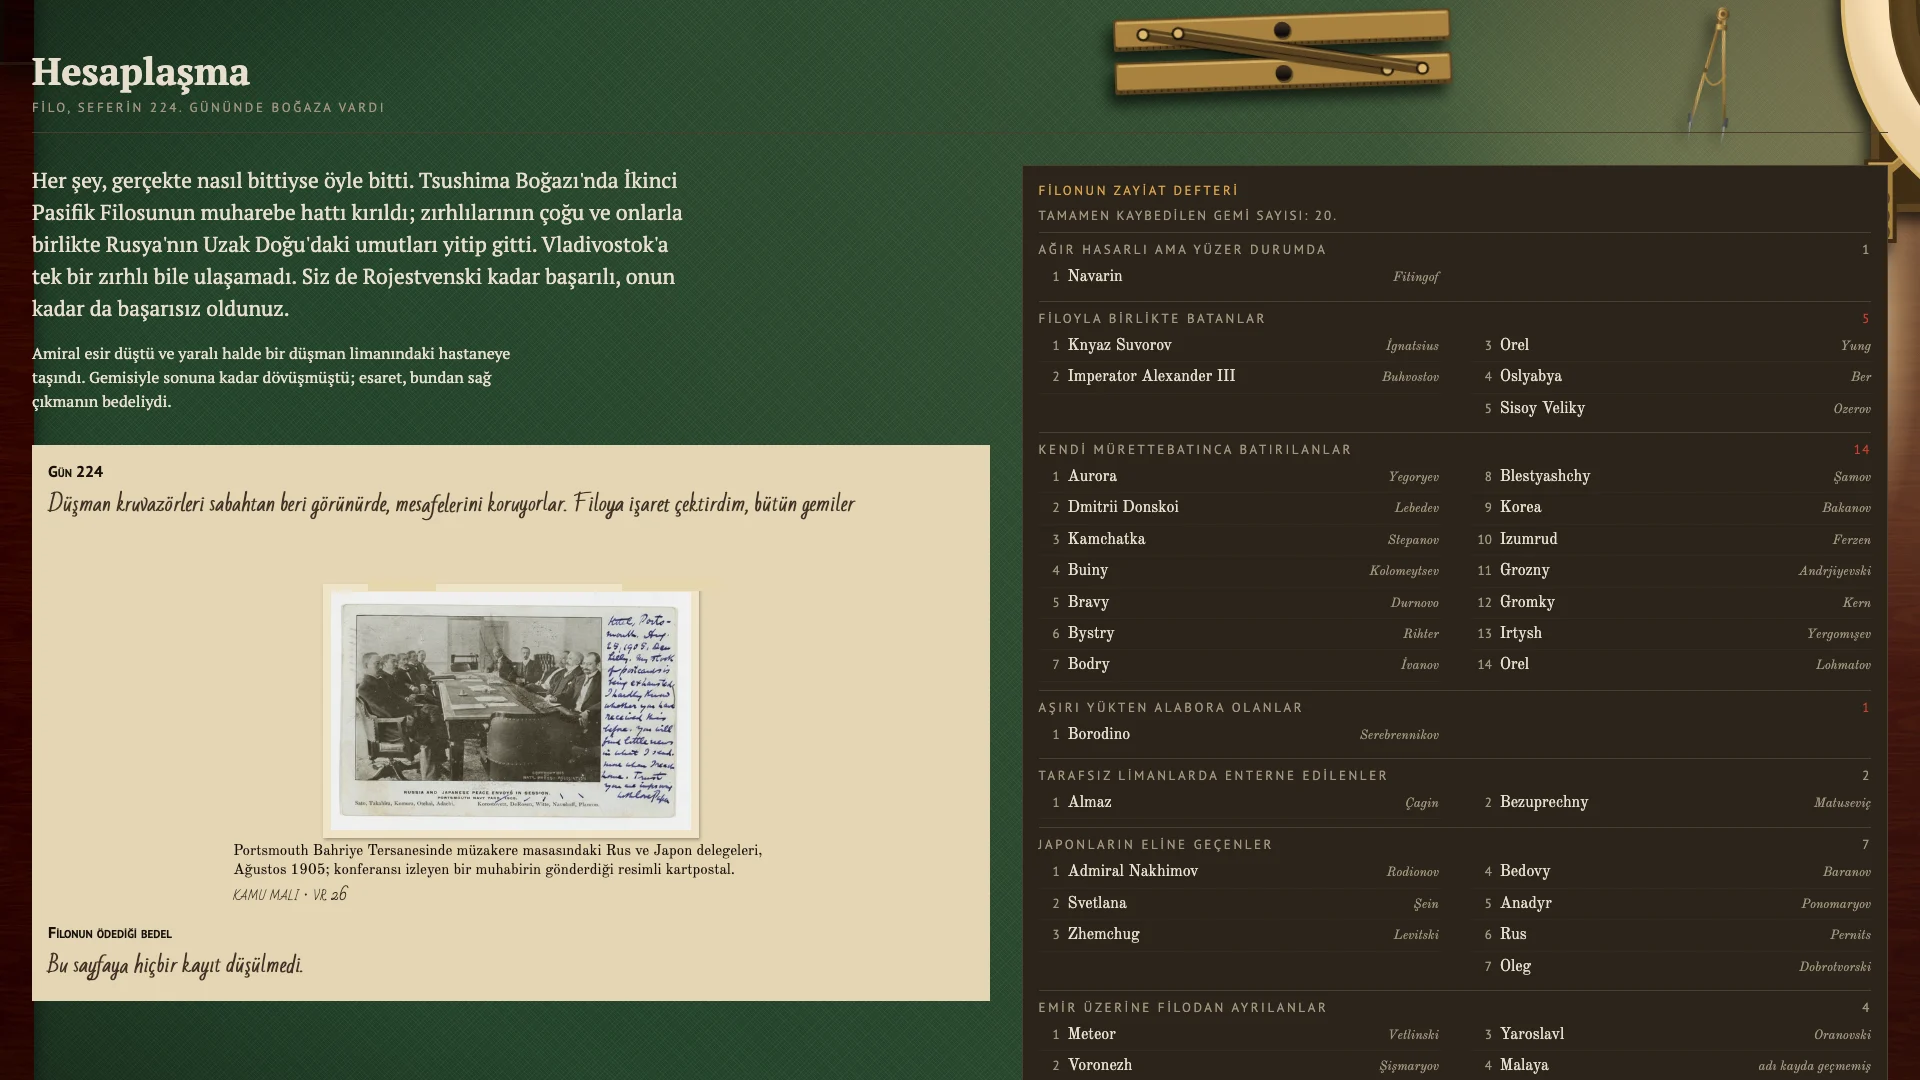 Hesaplaşma
FİLO, SEFERİN 224. GÜNÜNDE BOĞAZA VARDI
Her şey, gerçekte nasıl bittiyse öyle bitti. Tsushima Boğazı'nda İkinci
Pasifik Filosunun muharebe hattı kırıldı; zırhlılarının çoğu ve onlarla
birlikte Rusya'nın Uzak Doğu'daki umutları yitip gitti. Vladivostok'a
tek bir zırhlı bile ulaşamadı. Siz de Rojestvenski kadar başarılı, onun
kadar da başarısız oldunuz.
Amiral esir düştü ve yaralı halde bir düşman limanındaki hastaneye
taşındı. Gemisiyle sonuna kadar dövüşmüştü; esaret, bundan sağ
çıkmanın bedeliydi.
Gün 224
Düşman kruvazörleri sabahtan beri görünürde, mesafelerini koruyorlar. Filoya işaret çektirdim, bütün gemiler
RUSSIA AND JAPANESE PEACE ENVOYS IN SESSION.
Portsmouth Bahriye Tersanesinde müzakere masasındaki Rus ve Japon delegeleri,
Ağustos 1905; konferansı izleyen bir muhabirin gönderdiği resimli kartpostal.
KAMU MALI • VR 26
Filonun ödediği bedel
Bu sayfaya hiçbir kayıt düşülmedi.
FİLONUN ZAYİAT DEFTERİ
TAMAMEN KAYBEDİLEN GEMİ SAYISI: 20.
AĞIR HASARLI AMA YÜZER DURUMDA 1
1 Navarin Fitingof
FİLOYLA BİRLİKTE BATANLAR 5
1 Knyaz Suvorov İgnatsius
2 Imperator Alexander III Buhvostov
3 Orel Yung
4 Oslyabya Ber
5 Sisoy Veliky Ozerov
KENDİ MÜRETTEBATINCA BATIRILANLAR 14
1 Aurora Yegoryev
2 Dmitrii Donskoi Lebedev
3 Kamchatka Stepanov
4 Buiny Kolomeytsev
5 Bravy Durnovo
6 Bystry Rihter
7 Bodry İvanov
8 Blestyashchy Şamov
9 Korea Bakanov
10 Izumrud Ferzen
11 Grozny Andrjiyevski
12 Gromky Kern
13 Irtysh Yergomışev
14 Orel Lohmatov
AŞIRI YÜKTEN ALABORA OLANLAR 1
1 Borodino Serebrennikov
TARAFSIZ LİMANLARDA ENTERNE EDİLENLER 2
1 Almaz Çagin
2 Bezuprechny Matuseviç
JAPONLARIN ELİNE GEÇENLER 7
1 Admiral Nakhimov Rodionov
2 Svetlana Şein
3 Zhemchug Levitski
4 Bedovy Baranov
5 Anadyr Ponomaryov
6 Rus Pernits
7 Oleg Dobrotvorski
EMİR ÜZERİNE FİLODAN AYRILANLAR 4
1 Meteor Vetlinski
2 Voronezh Şişmaryov
3 Yaroslavl Oranovski
4 Malaya adı kayda geçmemiş